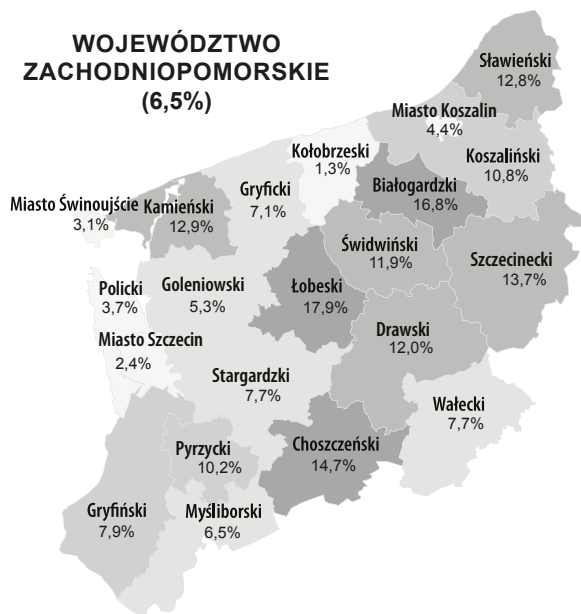 WOJEWÓDZTWO
ZACHODNIOPOMORSKIE
(6,5%)
Sławieński
12,8%
Miasto Koszalin
4,4%
Kołobrzeski
1,3%
Koszaliński
10,8%
Białogardzki
16,8%
Gryficki
7,1%
Miasto Świnoujście
3,1%
Kamieński
12,9%
Świdwiński
11,9%
Szczecinecki
13,7%
Policki
3,7%
Goleniowski
5,3%
Łobeski
17,9%
Drawski
12,0%
Miasto Szczecin
2,4%
Stargardzki
7,7%
Wałecki
7,7%
Pyrzycki
10,2%
Choszczeński
14,7%
Gryfiński
7,9%
Myśliborski
6,5%